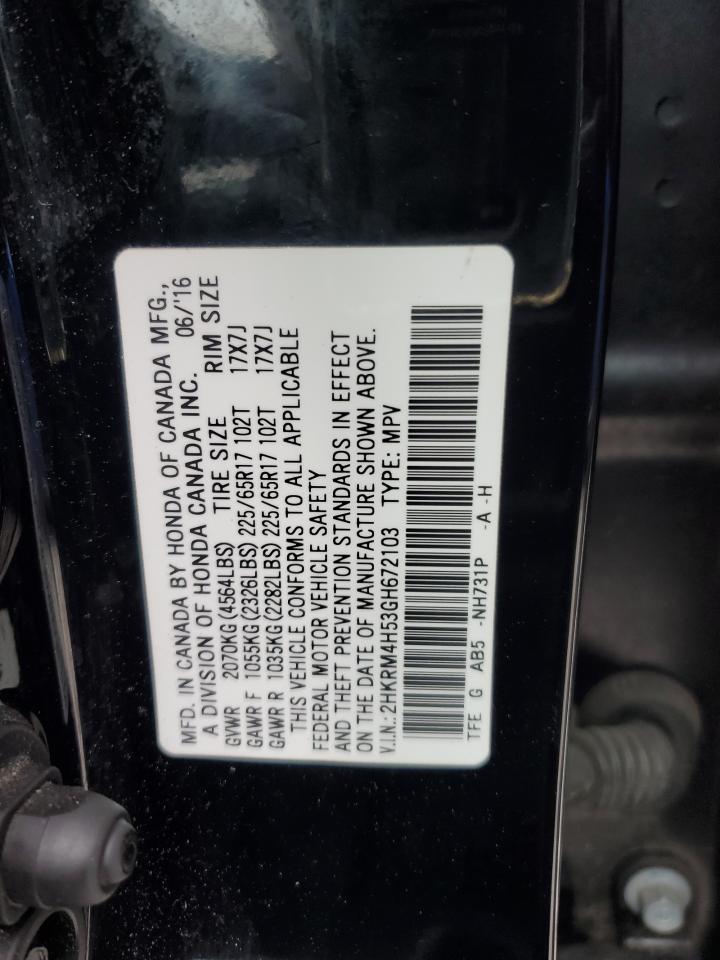 MFD. IN CANADA BY HONDA OF CANADA MFG.,
A DIVISION OF HONDA CANADA INC. 06/'16
GVWR 2070KG (4564LBS) TIRE SIZE RIM SIZE
GAWR F 1055KG (2326LBS) 225/65R17 102T 17X7J
GAWR R 1035KG (2282LBS) 225/65R17 102T 17X7J
THIS VEHICLE CONFORMS TO ALL APPLICABLE
FEDERAL MOTOR VEHICLE SAFETY
AND THEFT PREVENTION STANDARDS IN EFFECT
ON THE DATE OF MANUFACTURE SHOWN ABOVE.
V.I.N.: 2HKRM4H53GH672103 TYPE: MPV
TFE G AB5 -NH731P -A -H